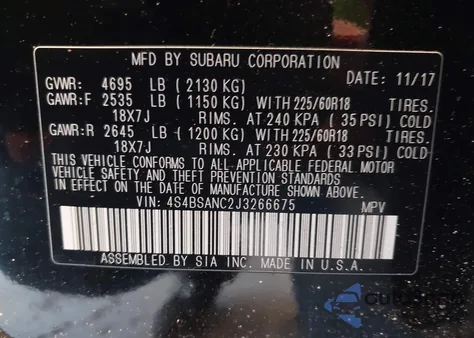 MFD BY SUBARU CORPORATION
GVWR: 4695 LB (2130 KG) DATE: 11/17
GAWR:F 2535 LB (1150 KG) WITH 225/60R18 TIRES.
18X7J RIMS. AT 240 KPA (35 PSI) COLD
GAWR:R 2645 LB (1200 KG) WITH 225/60R18 TIRES.
18X7J RIMS. AT 230 KPA (33 PSI) COLD
THIS VEHICLE CONFORMS TO ALL APPLICABLE FEDERAL MOTOR
VEHICLE SAFETY AND THEFT PREVENTION STANDARDS
IN EFFECT ON THE DATE OF MANUFACTURE SHOWN ABOVE.
VIN: 4S4BSANC2J3266675 MPV
ASSEMBLED BY SIA INC. MADE IN U.S.A.